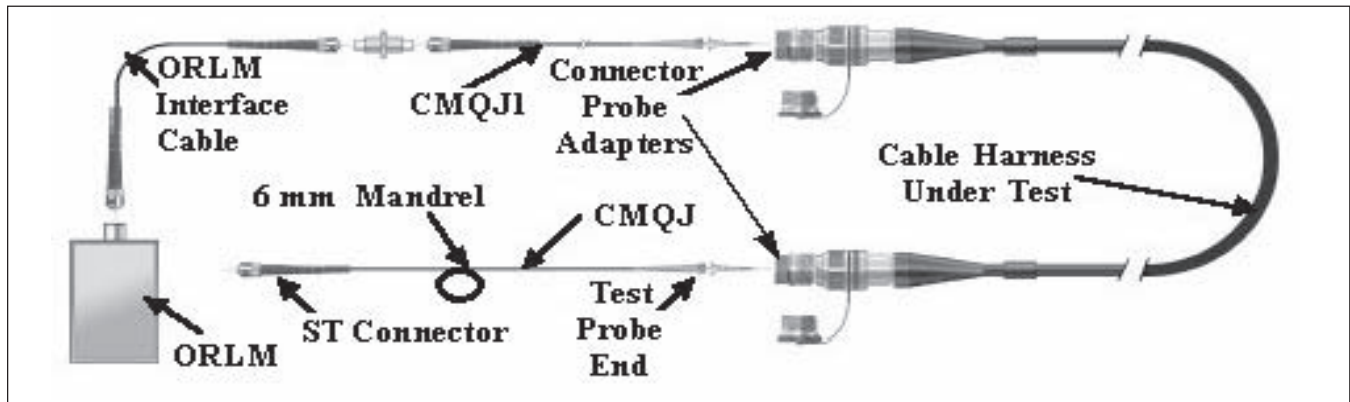 ORLM
Interface
Cable
CMQJ1
Connector
Probe
Adapters
Cable Harness
Under Test
6 mm Mandrel
CMQJ
ORLM
ST Connector
Test
Probe
End